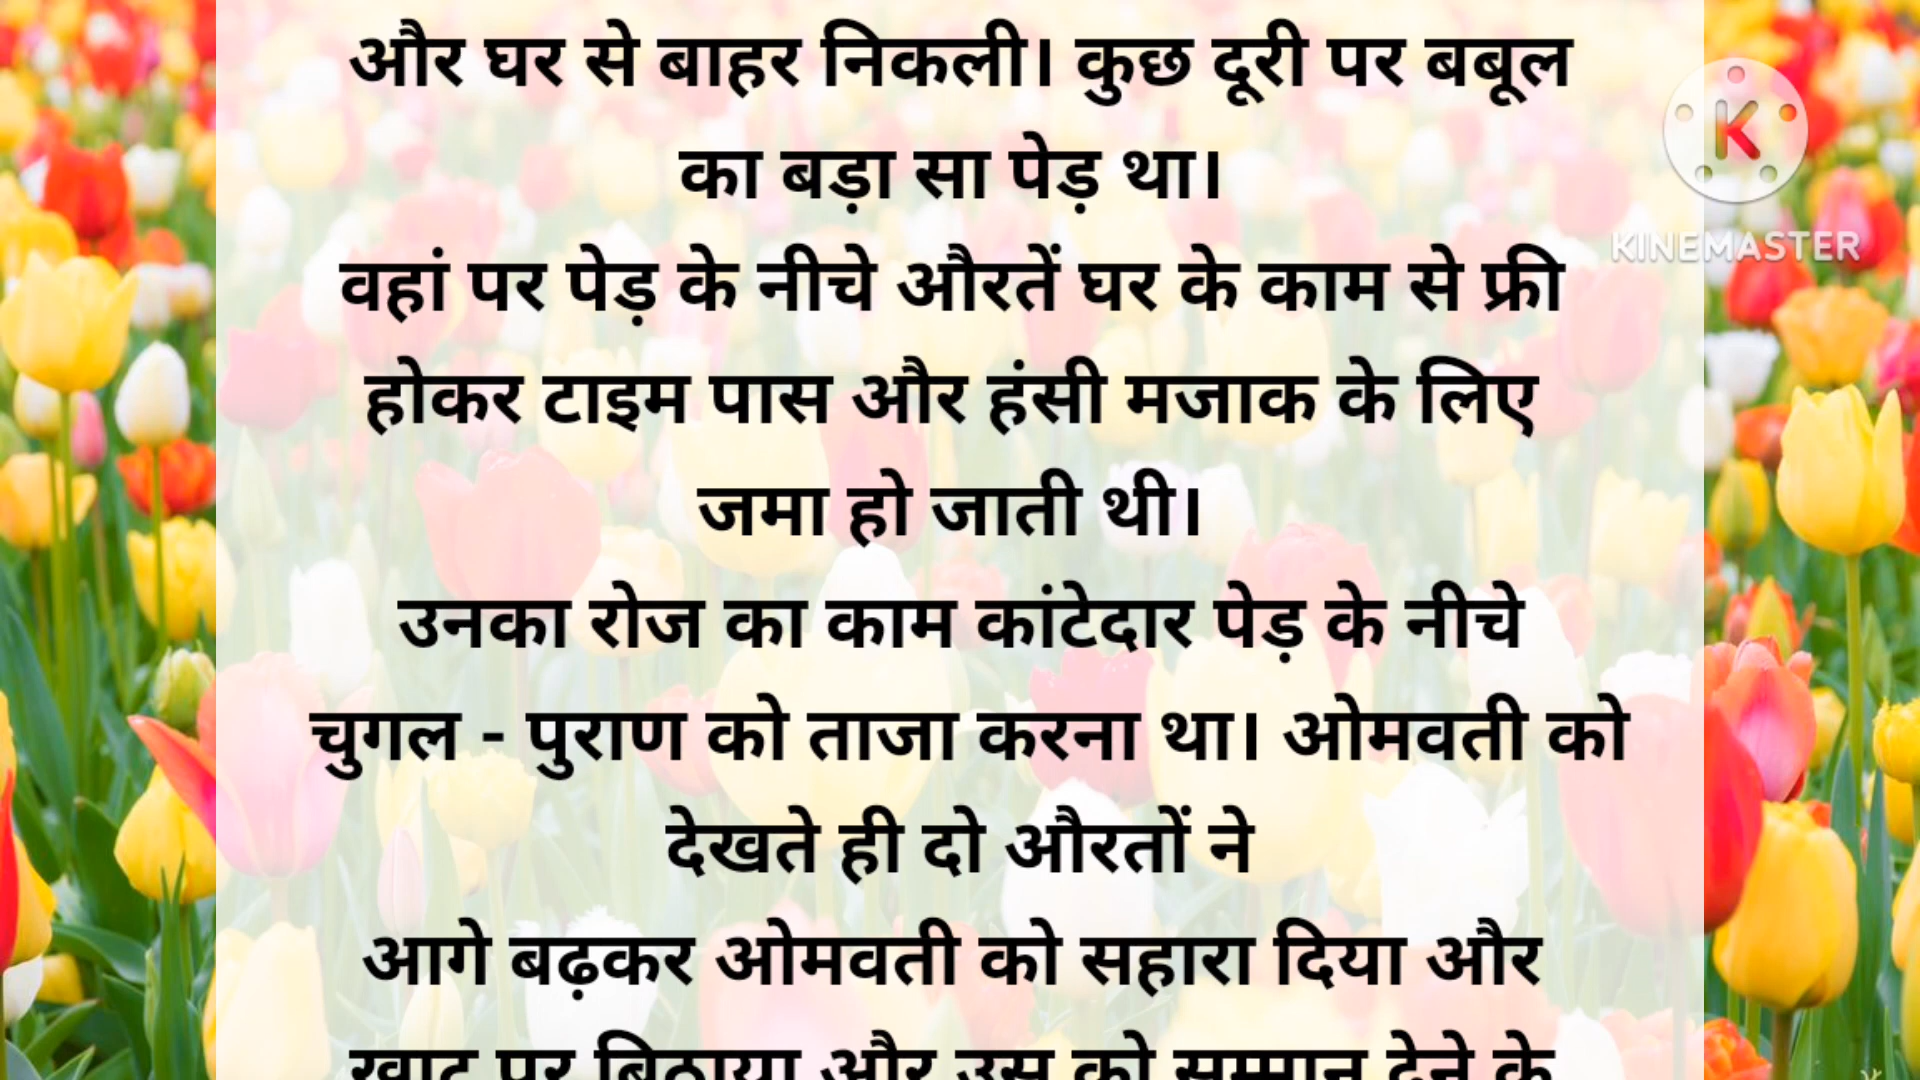 और घर से बाहर निकली। कुछ दूरी पर बबूल
का बड़ा सा पेड़ था।
वहां पर पेड़ के नीचे औरतें घर के काम से फ्री
होकर टाइम पास और हंसी मजाक के लिए
जमा हो जाती थी।
उनका रोज का काम कांटेदार पेड़ के नीचे
चुगल - पुराण को ताजा करना था। ओमवती को
देखते ही दो औरतों ने
आगे बढ़कर ओमवती को सहारा दिया और
खाट पर बिठाया और उस को सम्मान देने के
K
KINEMASTER